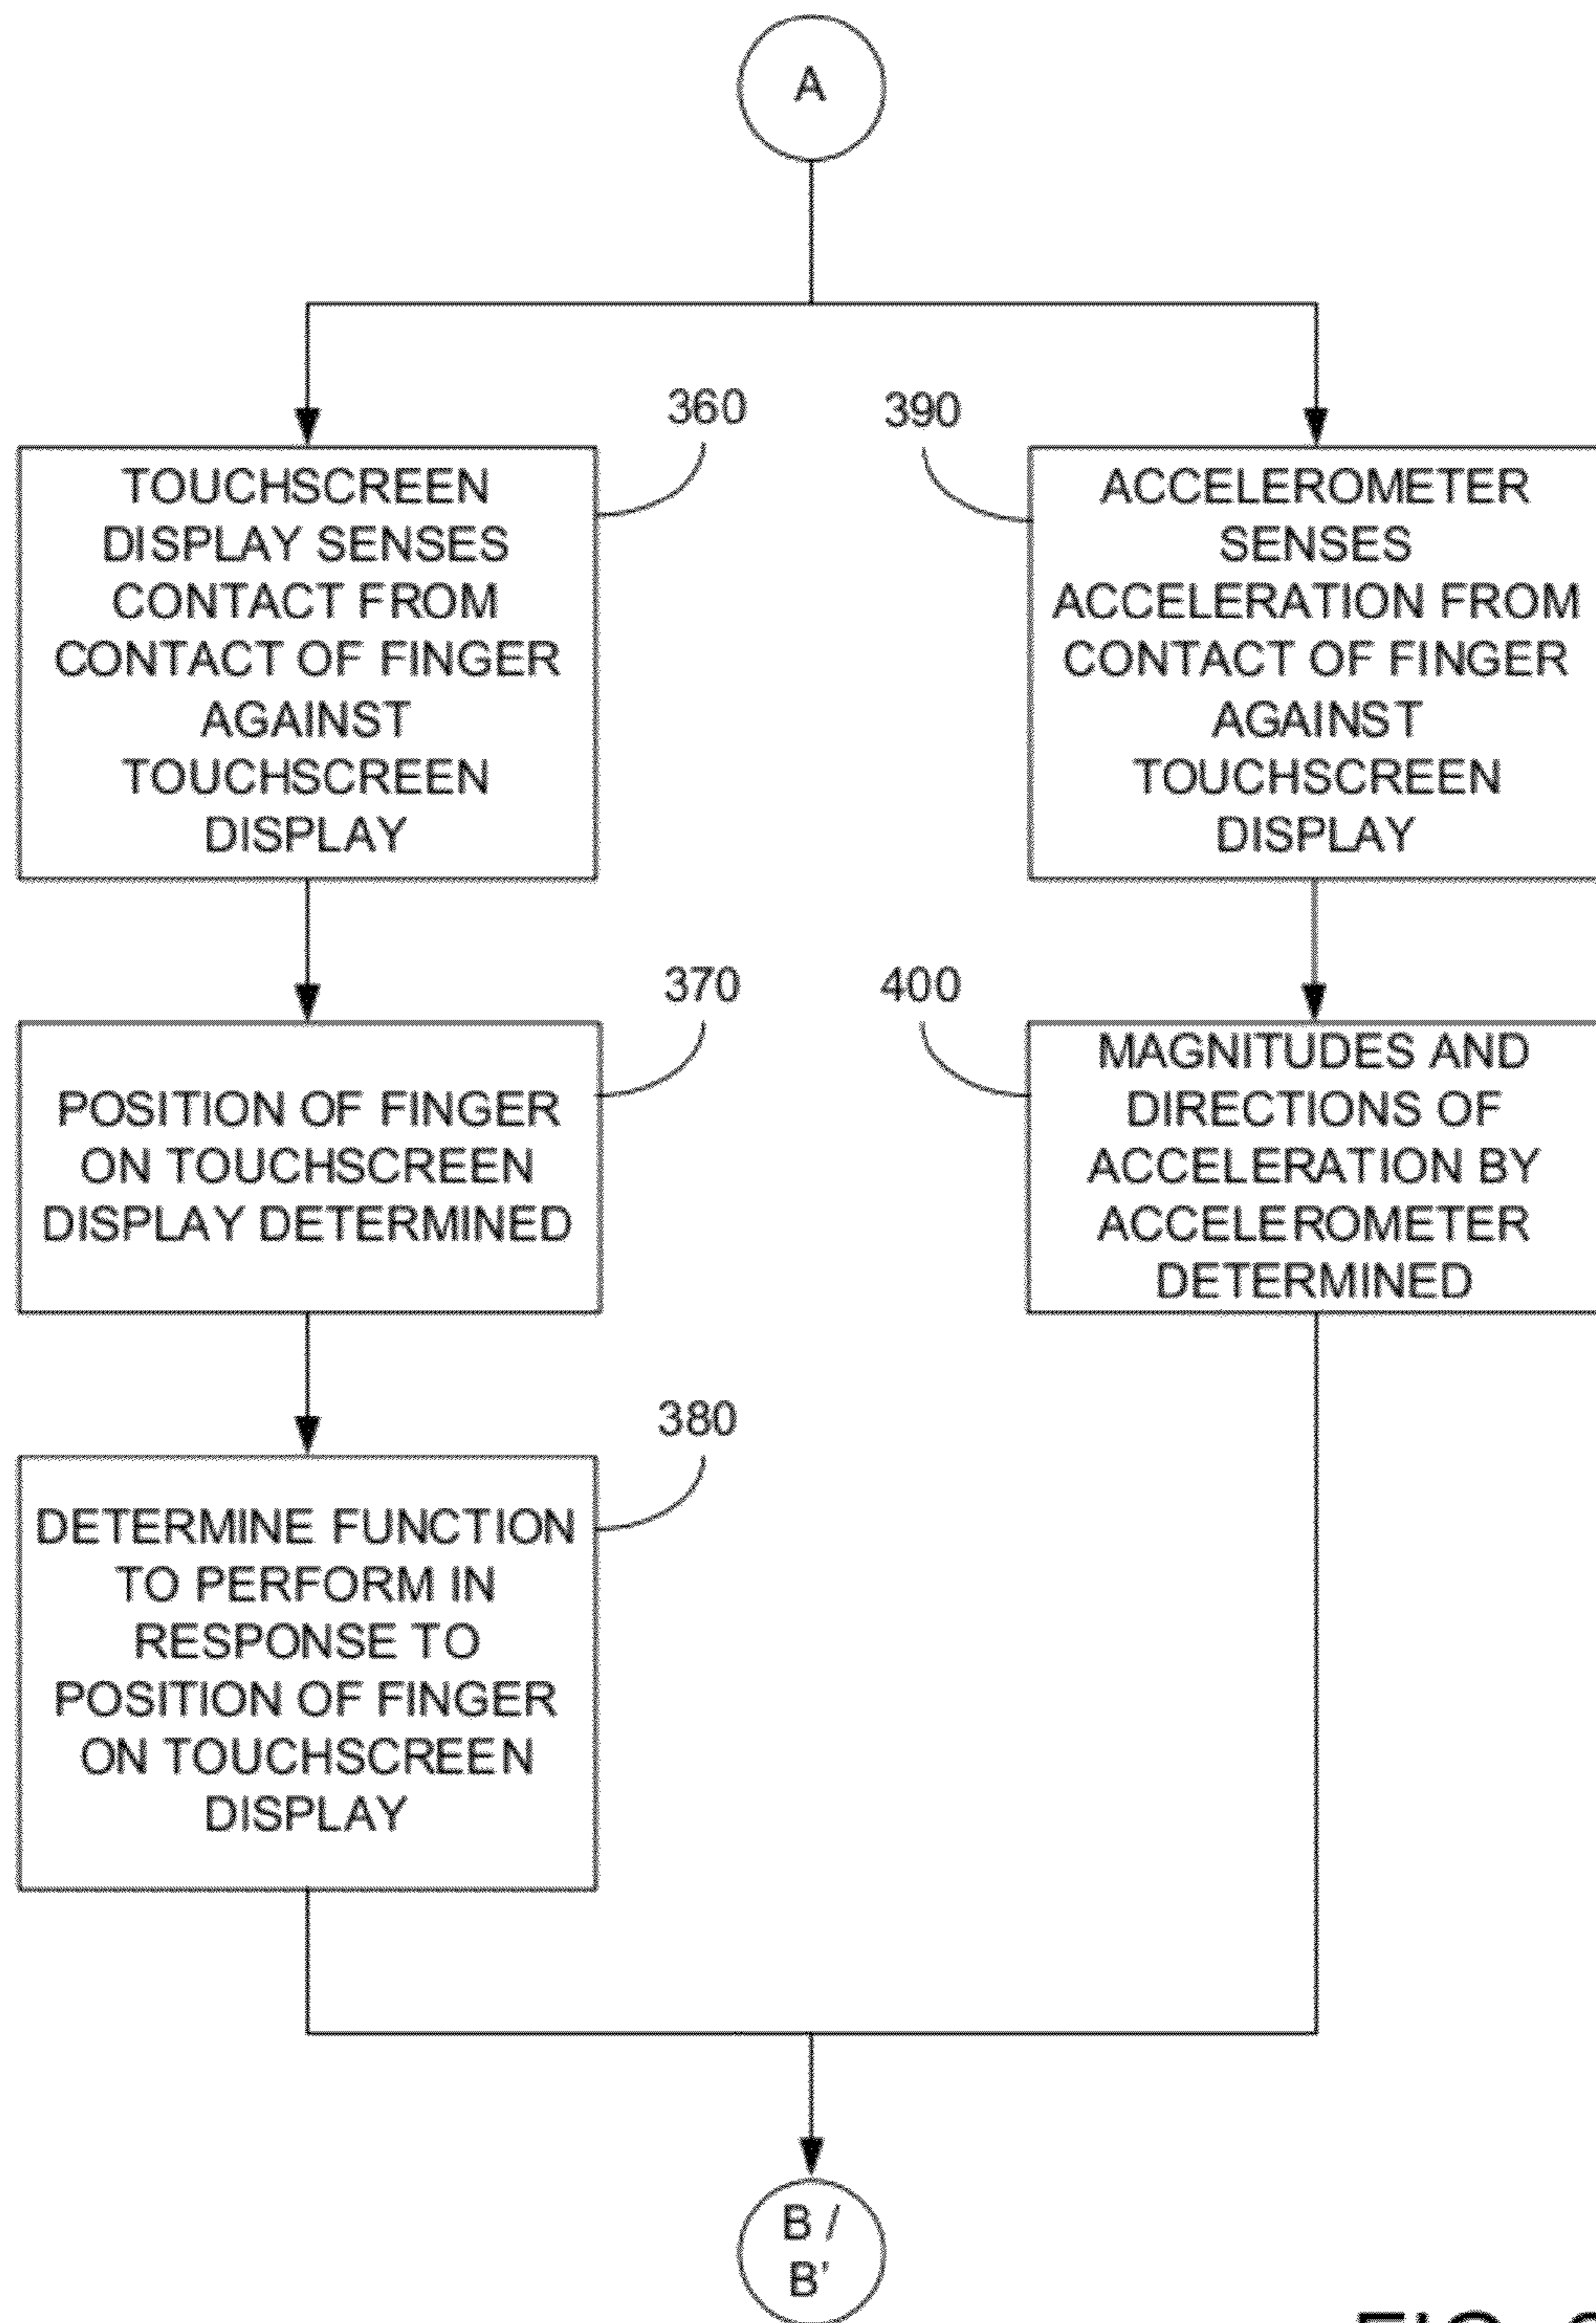 A
360
TOUCHSCREEN
DISPLAY SENSES
CONTACT FROM
CONTACT OF FINGER
AGAINST
TOUCHSCREEN
DISPLAY
390
ACCELEROMETER
SENSES
ACCELERATION FROM
CONTACT OF FINGER
AGAINST
TOUCHSCREEN
DISPLAY
370
POSITION OF FINGER
ON TOUCHSCREEN
DISPLAY DETERMINED
400
MAGNITUDES AND
DIRECTIONS OF
ACCELERATION BY
ACCELEROMETER
DETERMINED
380
DETERMINE FUNCTION
TO PERFORM IN
RESPONSE TO
POSITION OF FINGER
ON TOUCHSCREEN
DISPLAY
B /
B'